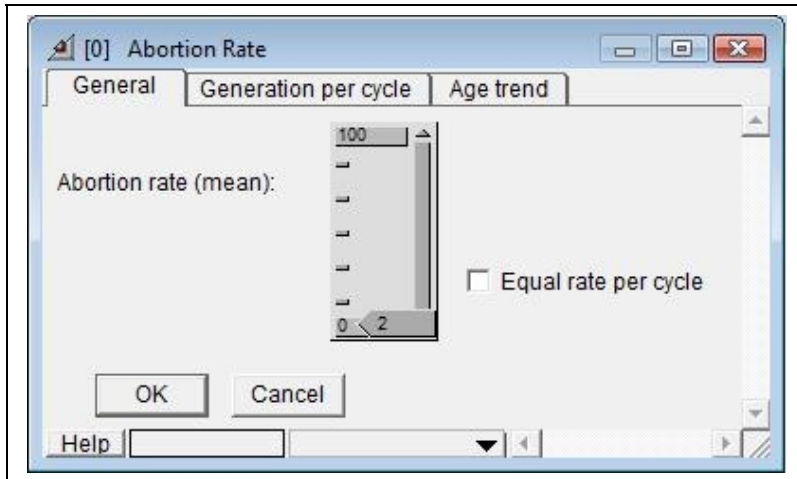 [0] Abortion Rate
General Generation per cycle Age trend
100
Abortion rate (mean):
Equal rate per cycle
0 2
OK Cancel
Help